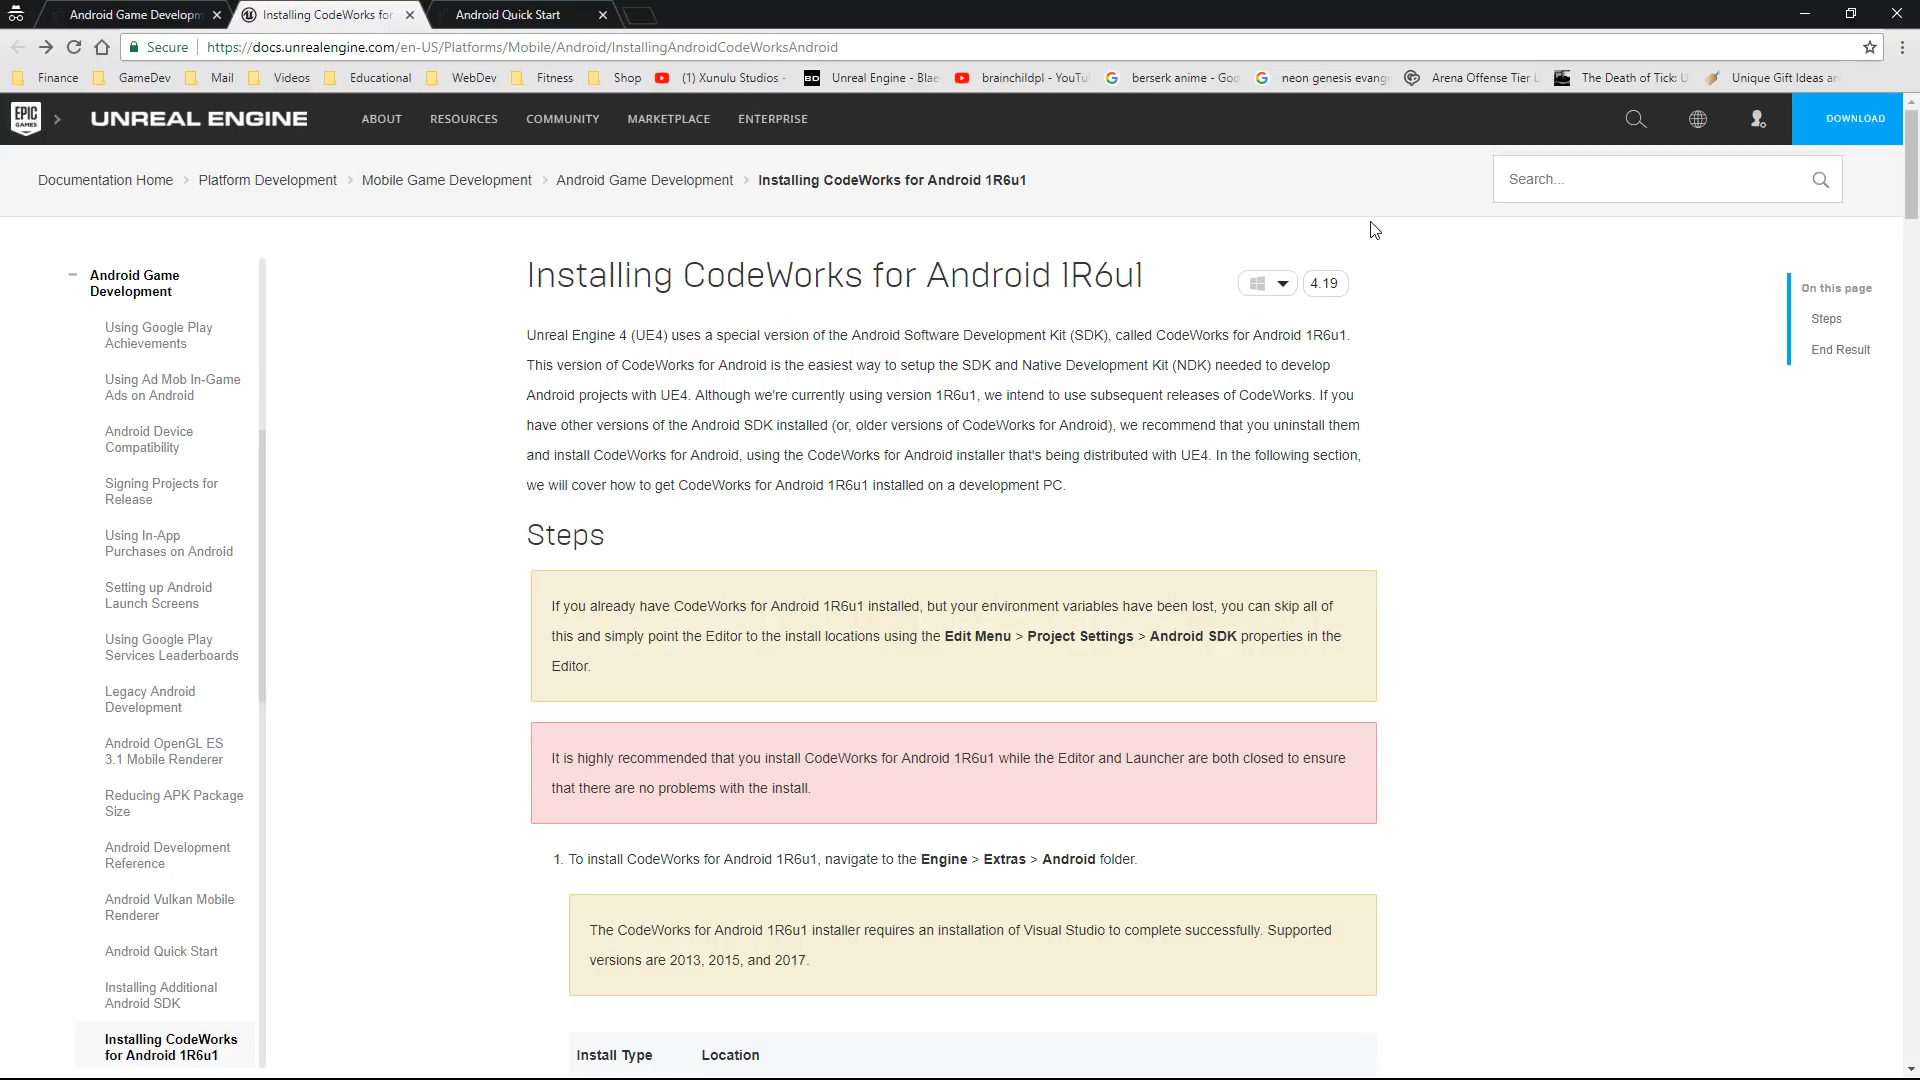 Android Game Developm
Installing CodeWorks for
Android Quick Start
Secure
https://docs.unrealengine.com/en-US/Platforms/Mobile/Android/InstallingAndroidCodeWorksAndroid
Finance GameDev Mail Videos Educational WebDev Fitness Shop (1) Xunulu Studios - Unreal Engine - Blae brainchildpl - YouTu berserk anime - Goo neon genesis evang Arena Offense Tier L The Death of Tick: U Unique Gift Ideas an
EPIC GAMES
UNREAL ENGINE
ABOUT RESOURCES COMMUNITY MARKETPLACE ENTERPRISE
DOWNLOAD
Documentation Home > Platform Development > Mobile Game Development > Android Game Development > Installing CodeWorks for Android 1R6u1
Search...
Android Game
Development
Using Google Play
Achievements
Using Ad Mob In-Game
Ads on Android
Android Device
Compatibility
Signing Projects for
Release
Using In-App
Purchases on Android
Setting up Android
Launch Screens
Using Google Play
Services Leaderboards
Legacy Android
Development
Android OpenGL ES
3.1 Mobile Renderer
Reducing APK Package
Size
Android Development
Reference
Android Vulkan Mobile
Renderer
Android Quick Start
Installing Additional
Android SDK
Installing CodeWorks
for Android 1R6u1
Installing CodeWorks for Android 1R6u1
4.19
Unreal Engine 4 (UE4) uses a special version of the Android Software Development Kit (SDK), called CodeWorks for Android 1R6u1.
This version of CodeWorks for Android is the easiest way to setup the SDK and Native Development Kit (NDK) needed to develop
Android projects with UE4. Although we're currently using version 1R6u1, we intend to use subsequent releases of CodeWorks. If you
have other versions of the Android SDK installed (or, older versions of CodeWorks for Android), we recommend that you uninstall them
and install CodeWorks for Android, using the CodeWorks for Android installer that's being distributed with UE4. In the following section,
we will cover how to get CodeWorks for Android 1R6u1 installed on a development PC.
Steps
If you already have CodeWorks for Android 1R6u1 installed, but your environment variables have been lost, you can skip all of
this and simply point the Editor to the install locations using the Edit Menu > Project Settings > Android SDK properties in the
Editor.
It is highly recommended that you install CodeWorks for Android 1R6u1 while the Editor and Launcher are both closed to ensure
that there are no problems with the install.
1. To install CodeWorks for Android 1R6u1, navigate to the Engine > Extras > Android folder.
The CodeWorks for Android 1R6u1 installer requires an installation of Visual Studio to complete successfully. Supported
versions are 2013, 2015, and 2017.
Install Type Location
On this page
Steps
End Result